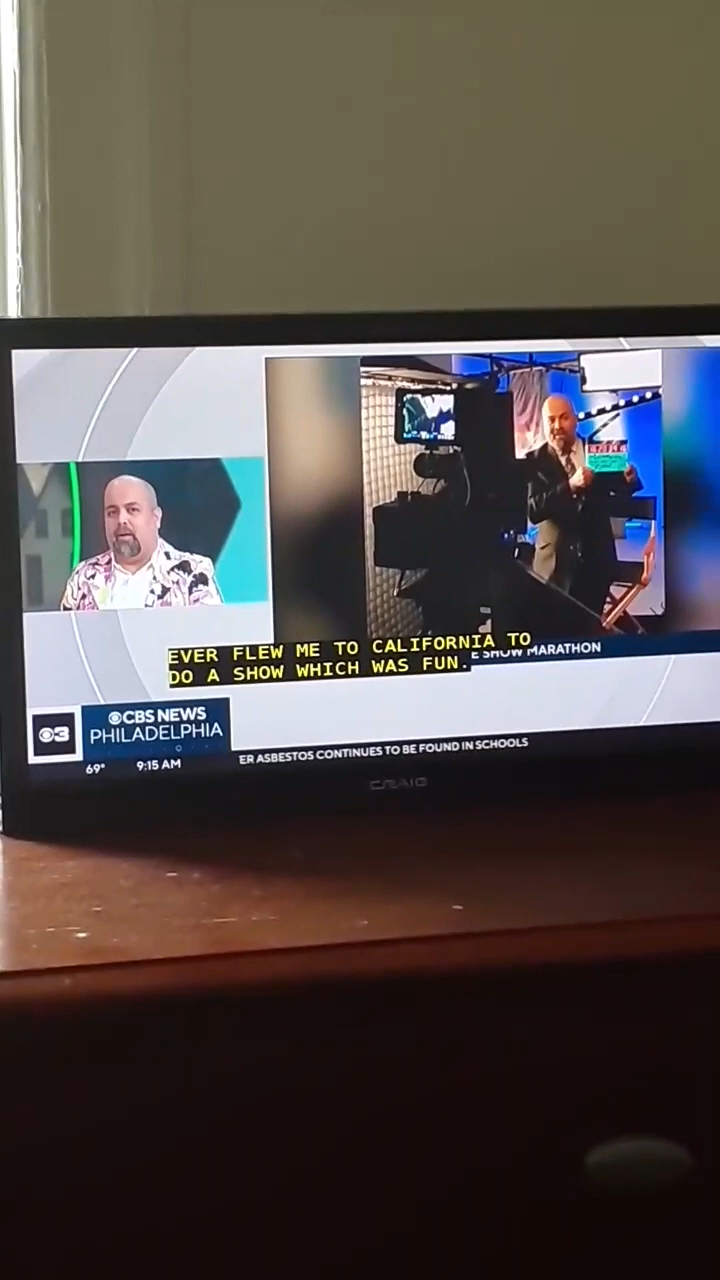 EVER FLEW ME TO CALIFORNIA TO
DO A SHOW WHICH WAS FUN.
E SHOW MARATHON
3
CBS NEWS
PHILADELPHIA
69° 9:15 AM
ER ASBESTOS CONTINUES TO BE FOUND IN SCHOOLS
CRAIG